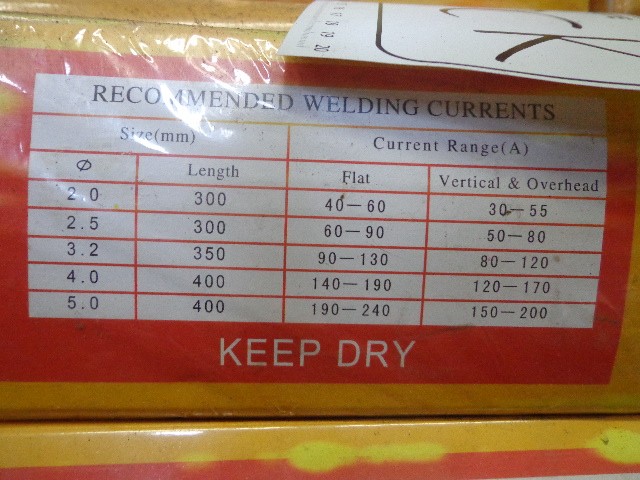 RECOMMENDED WELDING CURRENTS
Size(mm) Current Range(A)
Φ Length Flat Vertical & Overhead
2.0 300 40—60 30—55
2.5 300 60—90 50—80
3.2 350 90—130 80—120
4.0 400 140—190 120—170
5.0 400 190—240 150—200
KEEP DRY